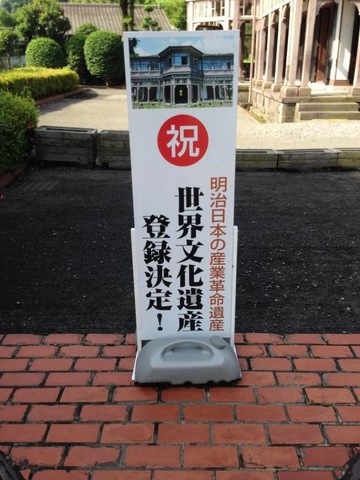 祝
明治日本の産業革命遺産
世界文化遺産
登録決定！